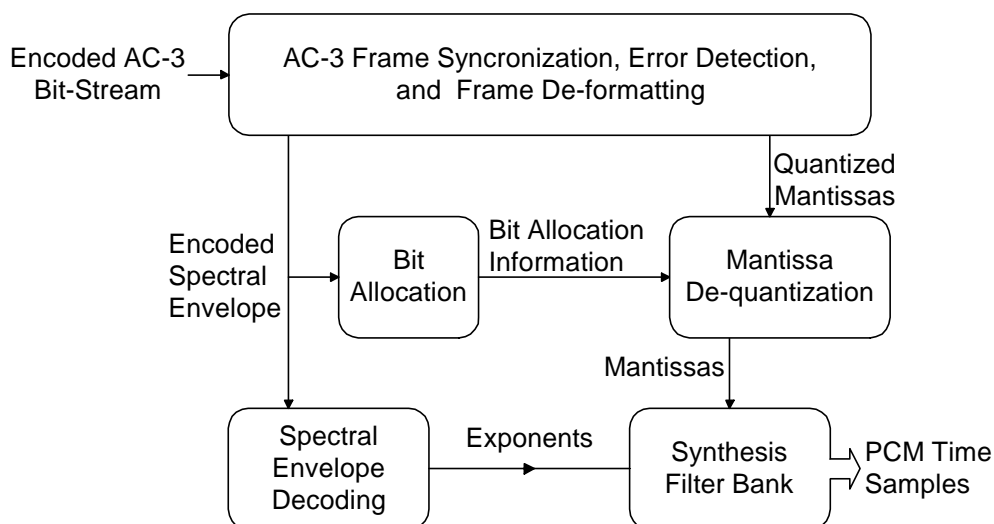 Encoded AC-3
Bit-Stream
AC-3 Frame Syncronization, Error Detection,
and Frame De-formatting
Quantized
Mantissas
Encoded
Spectral
Envelope
Bit
Allocation
Bit Allocation
Information
Mantissa
De-quantization
Mantissas
Spectral
Envelope
Decoding
Exponents
Synthesis
Filter Bank
PCM Time
Samples